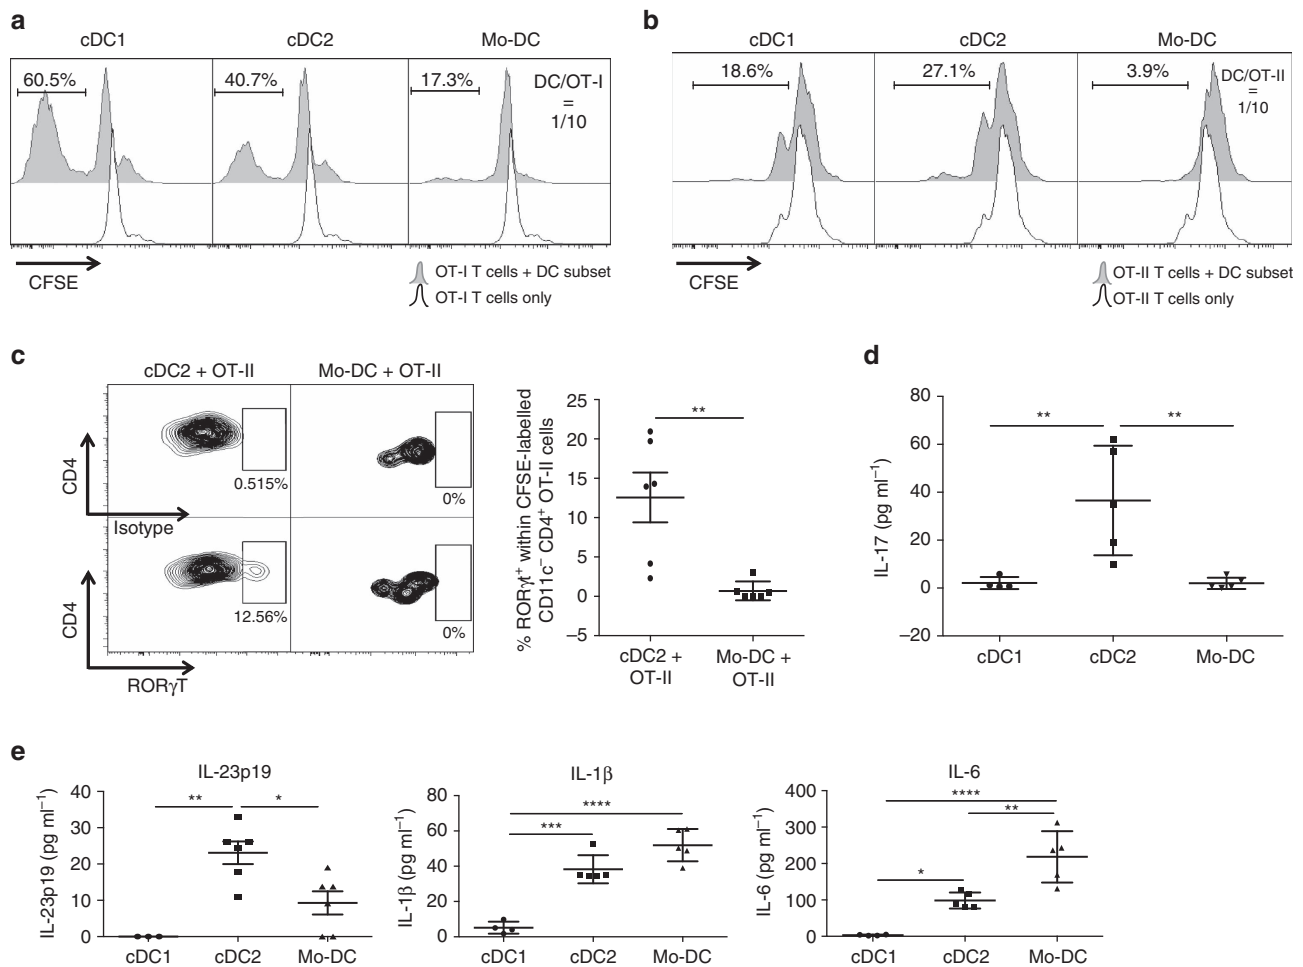 a
cDC1
cDC2
Mo-DC
60.5%
40.7%
17.3%
DC/OT-I
=
1/10
CFSE
OT-I T cells + DC subset
OT-I T cells only
b
cDC1
cDC2
Mo-DC
18.6%
27.1%
3.9%
DC/OT-II
=
1/10
CFSE
OT-II T cells + DC subset
OT-II T cells only
c
cDC2 + OT-II
Mo-DC + OT-II
CD4
0.515%
0%
Isotype
CD4
12.56%
0%
RORγT
% RORγt⁺ within CFSE-labelled
CD11c⁻ CD4⁺ OT-II cells
25
20
15
10
5
0
–5
**
cDC2 +
OT-II
Mo-DC +
OT-II
d
IL-17 (pg ml⁻¹)
80
60
40
20
0
–20
**
**
cDC1
cDC2
Mo-DC
e
IL-23p19
IL-23p19 (pg ml⁻¹)
40
30
20
10
0
**
*
cDC1
cDC2
Mo-DC
IL-1β
IL-1β (pg ml⁻¹)
80
60
40
20
0
****
***
cDC1
cDC2
Mo-DC
IL-6
IL-6 (pg ml⁻¹)
400
300
200
100
0
****
**
*
cDC1
cDC2
Mo-DC